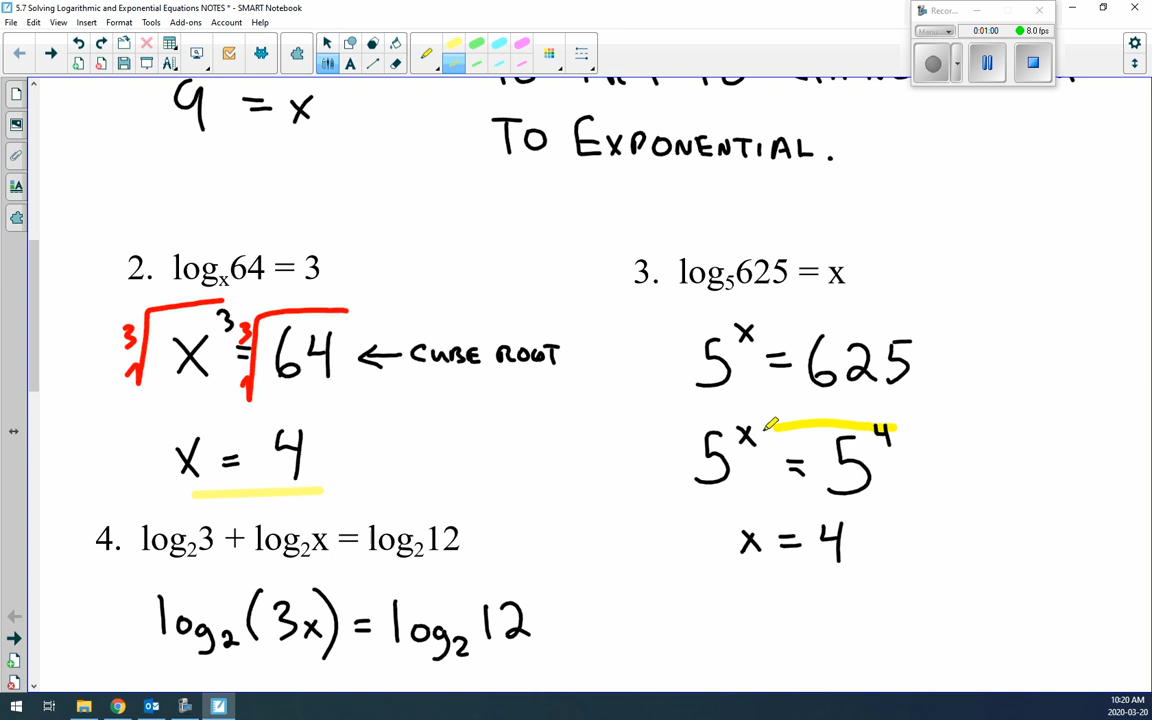 5.7 Solving Logarithmic and Exponential Equations NOTES * - SMART Notebook
Recor...
File Edit View Insert Format Tools Add-ons Account Help
Manual
0:01:00
8.0 fps
9 = x
TO EXPONENTIAL.
2. logₓ64 = 3
3. log₅625 = x
∛x³ = ∛64 ← CUBE ROOT
5ˣ = 625
x = 4
5ˣ = 5⁴
x = 4
4. log₂3 + log₂x = log₂12
log₂(3x) = log₂12
10:20 AM
2020-03-20